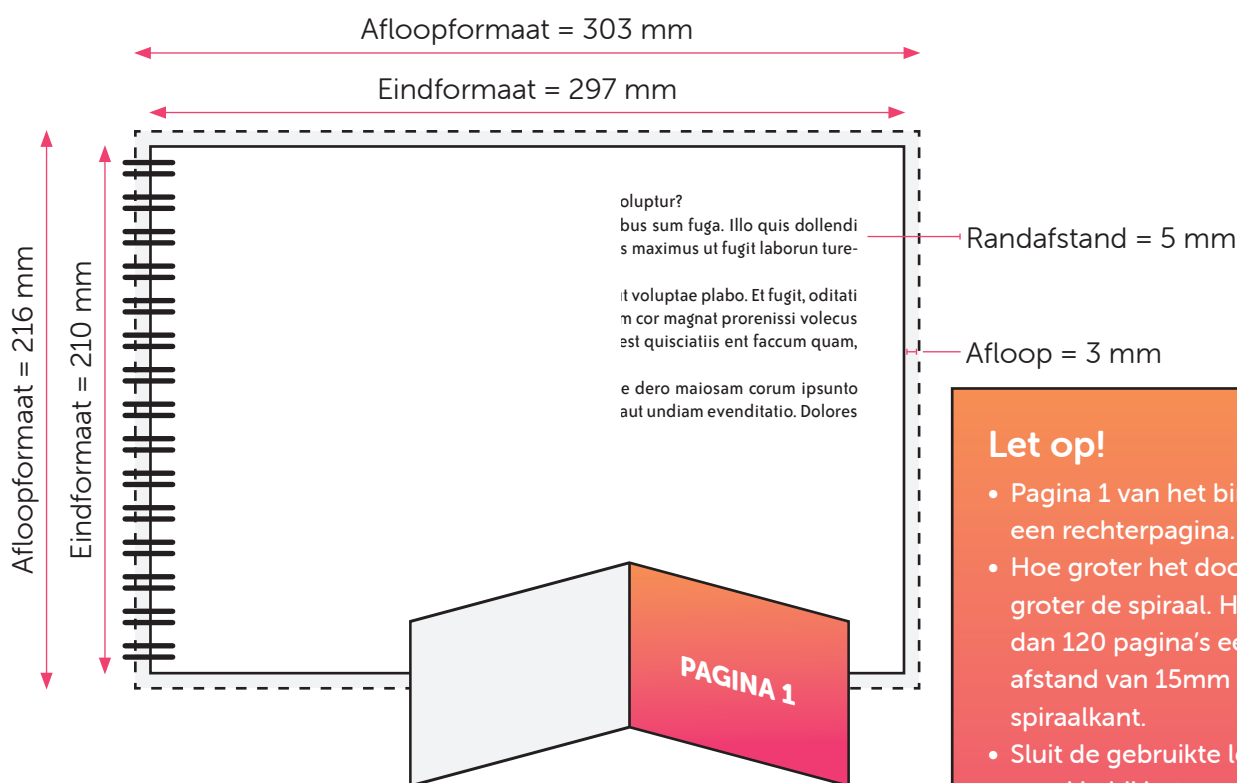 Afloopformaat = 303 mm
Eindformaat = 297 mm
Afloopformaat = 216 mm
Eindformaat = 210 mm
oluptur?
bus sum fuga. Illo quis dollendi
s maximus ut fugit laborun ture-
t voluptae plabo. Et fugit, oditati
m cor magnat prorenissi volecus
est quisciatiis ent faccum quam,
e dero maiosam corum ipsunto
aut undiam evenditatio. Dolores
Randafstand = 5 mm
Afloop = 3 mm
Let op!
• Pagina 1 van het bi
een rechterpagina.
• Hoe groter het doo
groter de spiraal. H
dan 120 pagina's ee
afstand van 15mm
spiraalkant.
• Sluit de gebruikte le
PAGINA 1